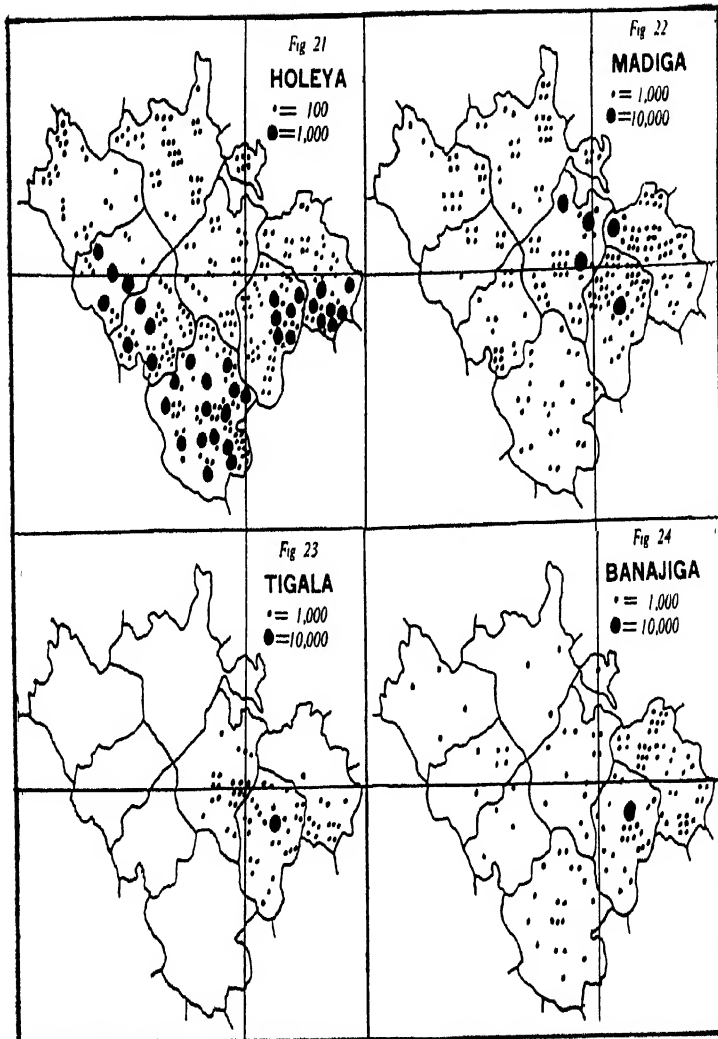 Fig 21
HOLEYA
= 100
=1,000
Fig 22
MADIGA
= 1,000
=10,000
Fig 23
TIGALA
= 1,000
=10,000
Fig 24
BANAJIGA
= 1,000
= 10,000